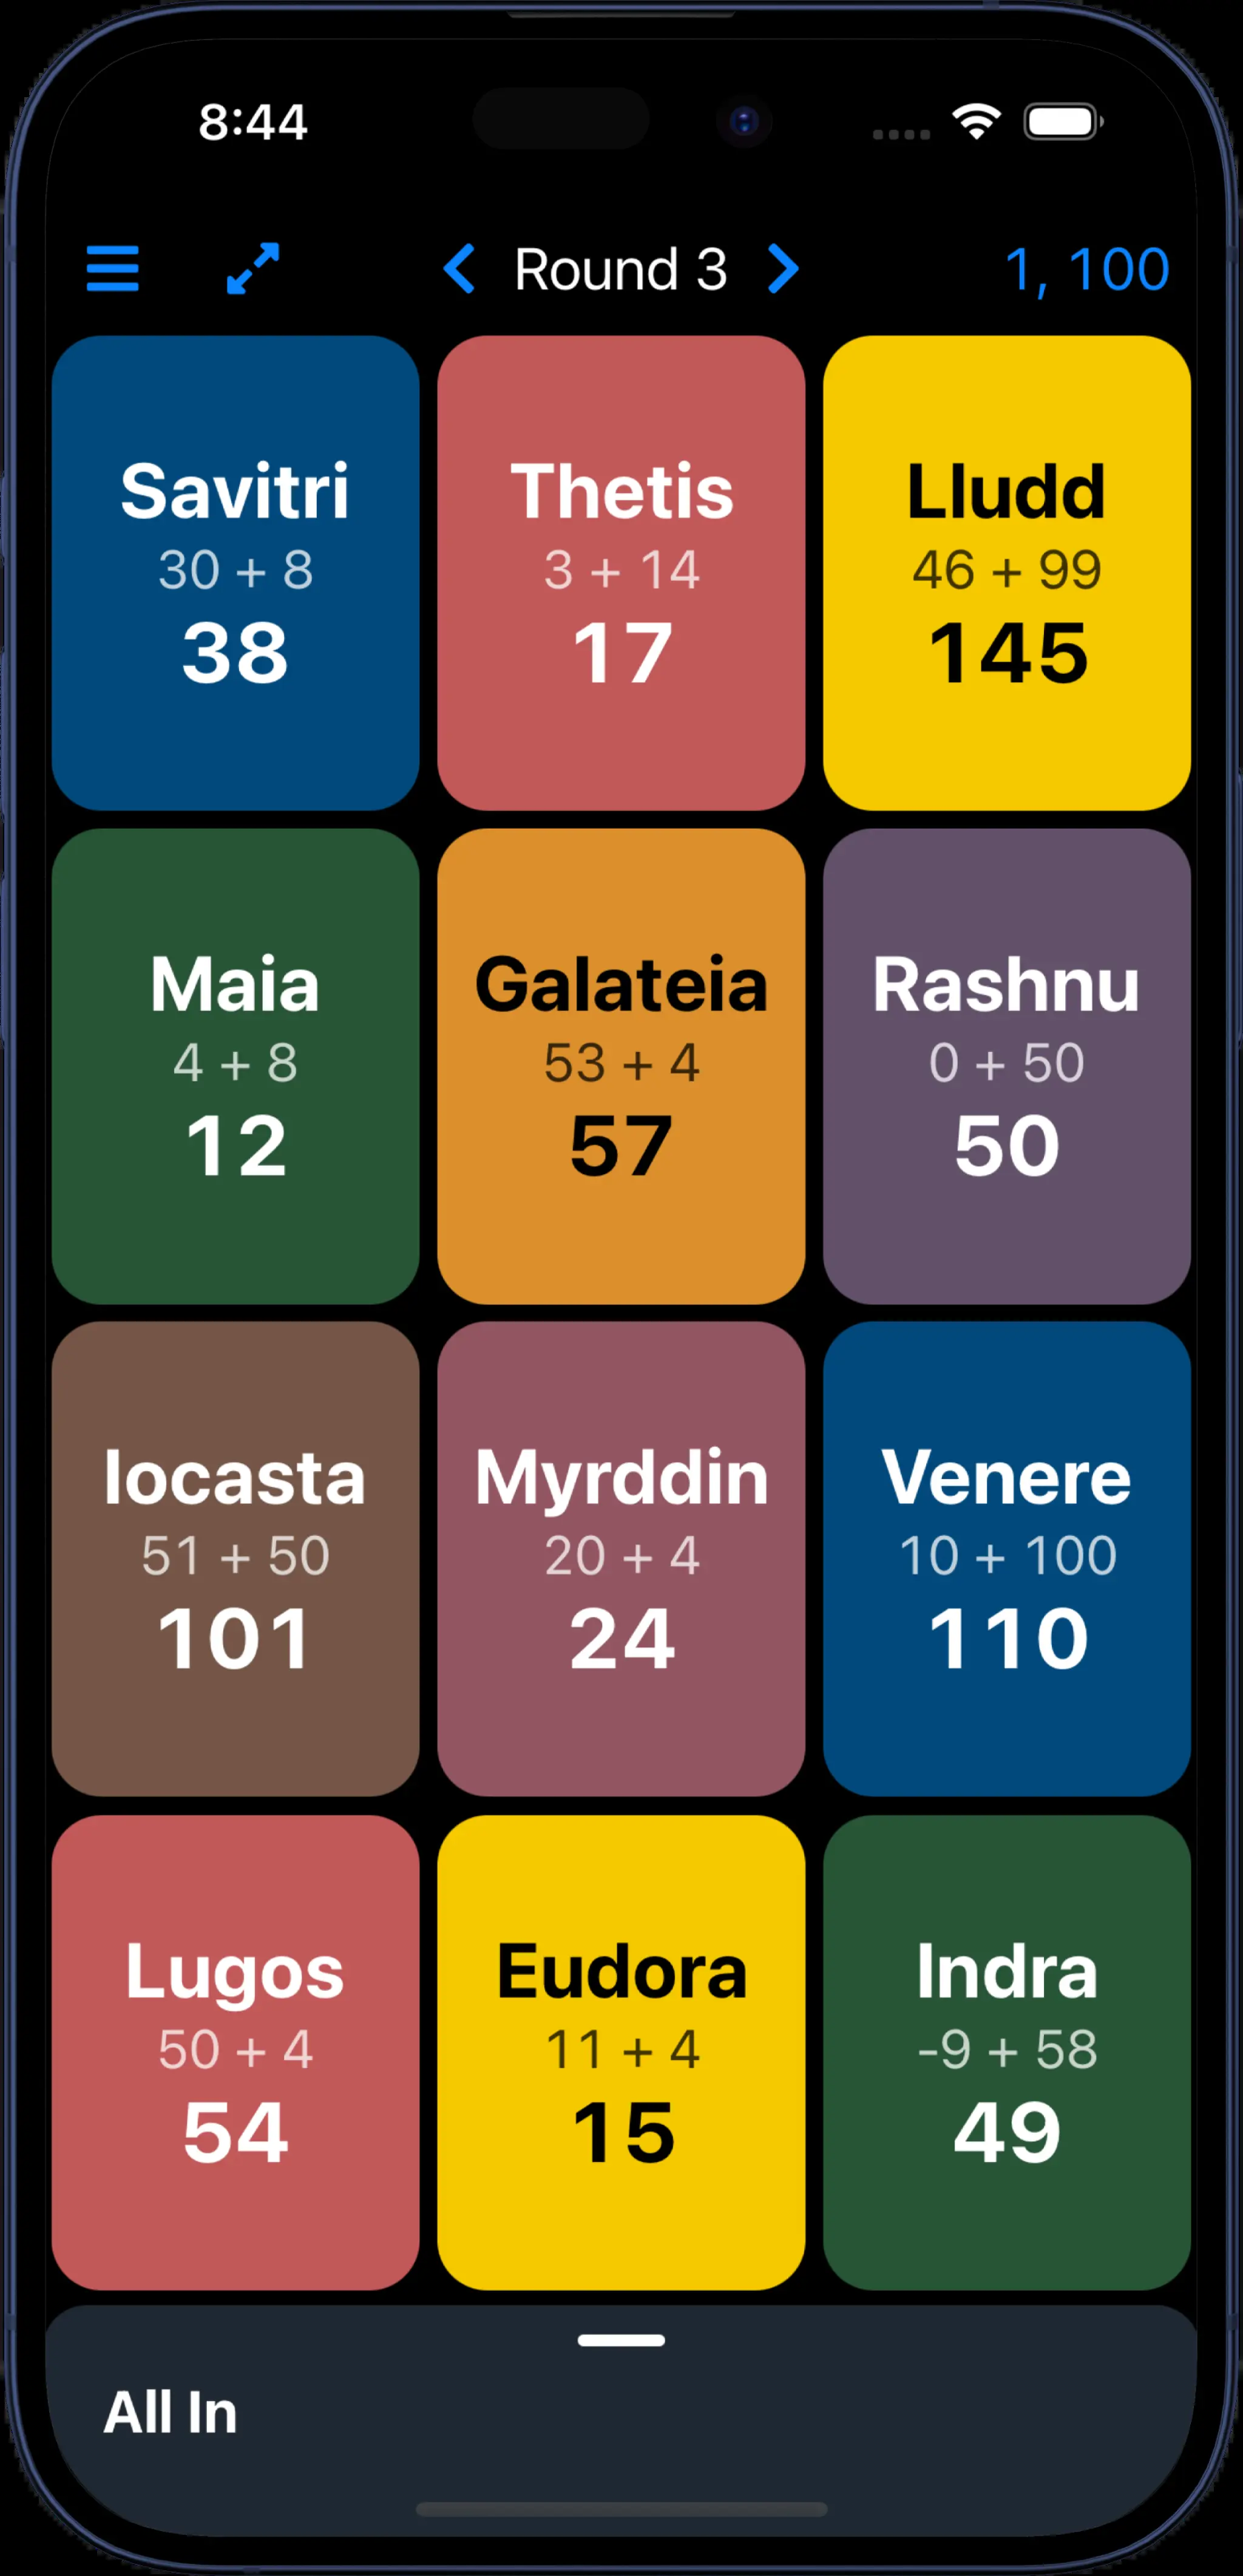 8:44
Round 3
1, 100
Savitri
30 + 8
38
Thetis
3 + 14
17
Lludd
46 + 99
145
Maia
4 + 8
12
Galateia
53 + 4
57
Rashnu
0 + 50
50
Iocasta
51 + 50
101
Myrddin
20 + 4
24
Venere
10 + 100
110
Lugos
50 + 4
54
Eudora
11 + 4
15
Indra
-9 + 58
49
All In